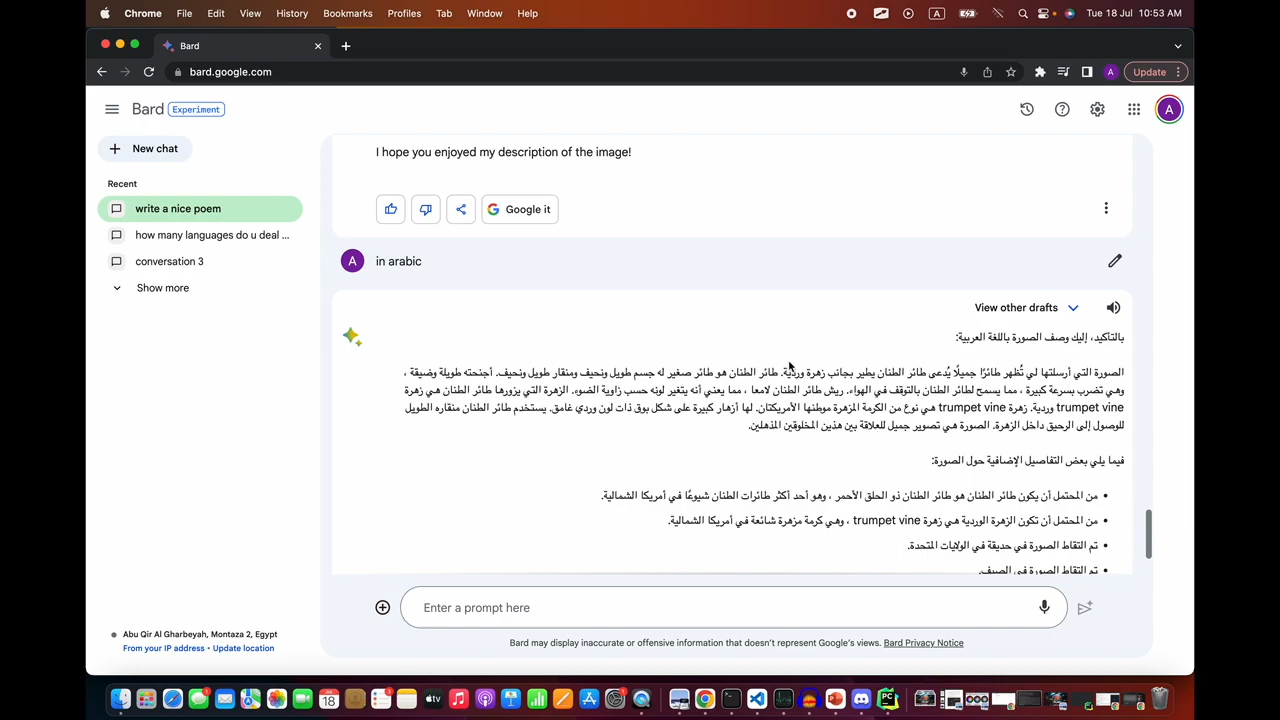 Chrome File Edit View History Bookmarks Profiles Tab Window Help
A
Tue 18 Jul 10:53 AM
Bard
bard.google.com
A
Update
Bard Experiment
A
New chat
Recent
write a nice poem
how many languages do u deal ...
conversation 3
Show more
Abu Qir Al Gharbeyah, Montaza 2, Egypt
From your IP address • Update location
I hope you enjoyed my description of the image!
Google it
A in arabic
View other drafts
بالتأكيد، إليك وصف الصورة باللغة العربية:
الصورة التي أرسلتها لي تُظهر طائرًا جميلًا يُدعى طائر الطنان يطير بجانب زهرة وردية. طائر الطنان هو طائر صغير له جسم طويل ونحيف ومنقار طويل ونحيف. أجنحته طويلة وضيقة ،
وهي تضرب بسرعة كبيرة ، مما يسمح لطائر الطنان بالتوقف في الهواء. ريش طائر الطنان لامعا ، مما يعني أنه يتغير لونه حسب زاوية الضوء. الزهرة التي يزورها طائر الطنان هي زهرة
trumpet vine وردية. زهرة trumpet vine هي نوع من الكرمة المزهرة موطنها الأمريكتان. لها أزهار كبيرة على شكل بوق ذات لون وردي غامق. يستخدم طائر الطنان منقاره الطويل
للوصول إلى الرحيق داخل الزهرة. الصورة هي تصوير جميل للعلاقة بين هذين المخلوقين المذهلين.
فيما يلي بعض التفاصيل الإضافية حول الصورة:
• من المحتمل أن يكون طائر الطنان هو طائر الطنان ذو الحلق الأحمر ، وهو أحد أكثر طائرات الطنان شيوعًا في أمريكا الشمالية.
• من المحتمل أن تكون الزهرة الوردية هي زهرة trumpet vine ، وهي كرمة مزهرة شائعة في أمريكا الشمالية.
• تم التقاط الصورة في حديقة في الولايات المتحدة.
• تم التقاط الصورة في الصيف.
Enter a prompt here
Bard may display inaccurate or offensive information that doesn't represent Google's views. Bard Privacy Notice